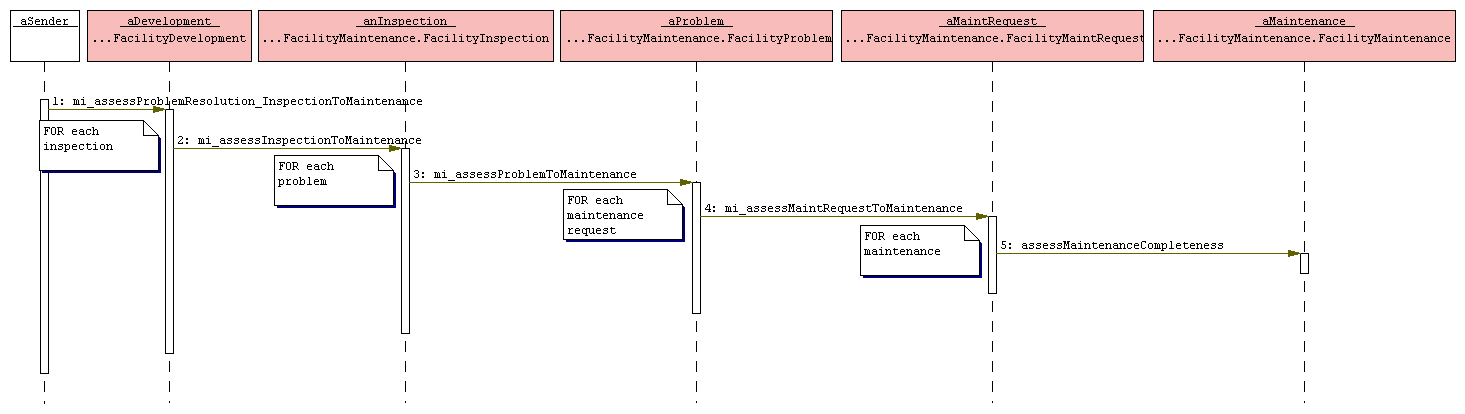 aSender
aDevelopment
...FacilityDevelopment
anInspection
...FacilityMaintenance.FacilityInspection
aProblem
...FacilityMaintenance.FacilityProblem
aMaintRequest
...FacilityMaintenance.FacilityMaintRequest
aMaintenance
...FacilityMaintenance.FacilityMaintenance
1: mi_assessProblemResolution_InspectionToMaintenance
FOR each
inspection
2: mi_assessInspectionToMaintenance
FOR each
problem
3: mi_assessProblemToMaintenance
FOR each
maintenance
request
4: mi_assessMaintRequestToMaintenance
FOR each
maintenance
5: assessMaintenanceCompleteness